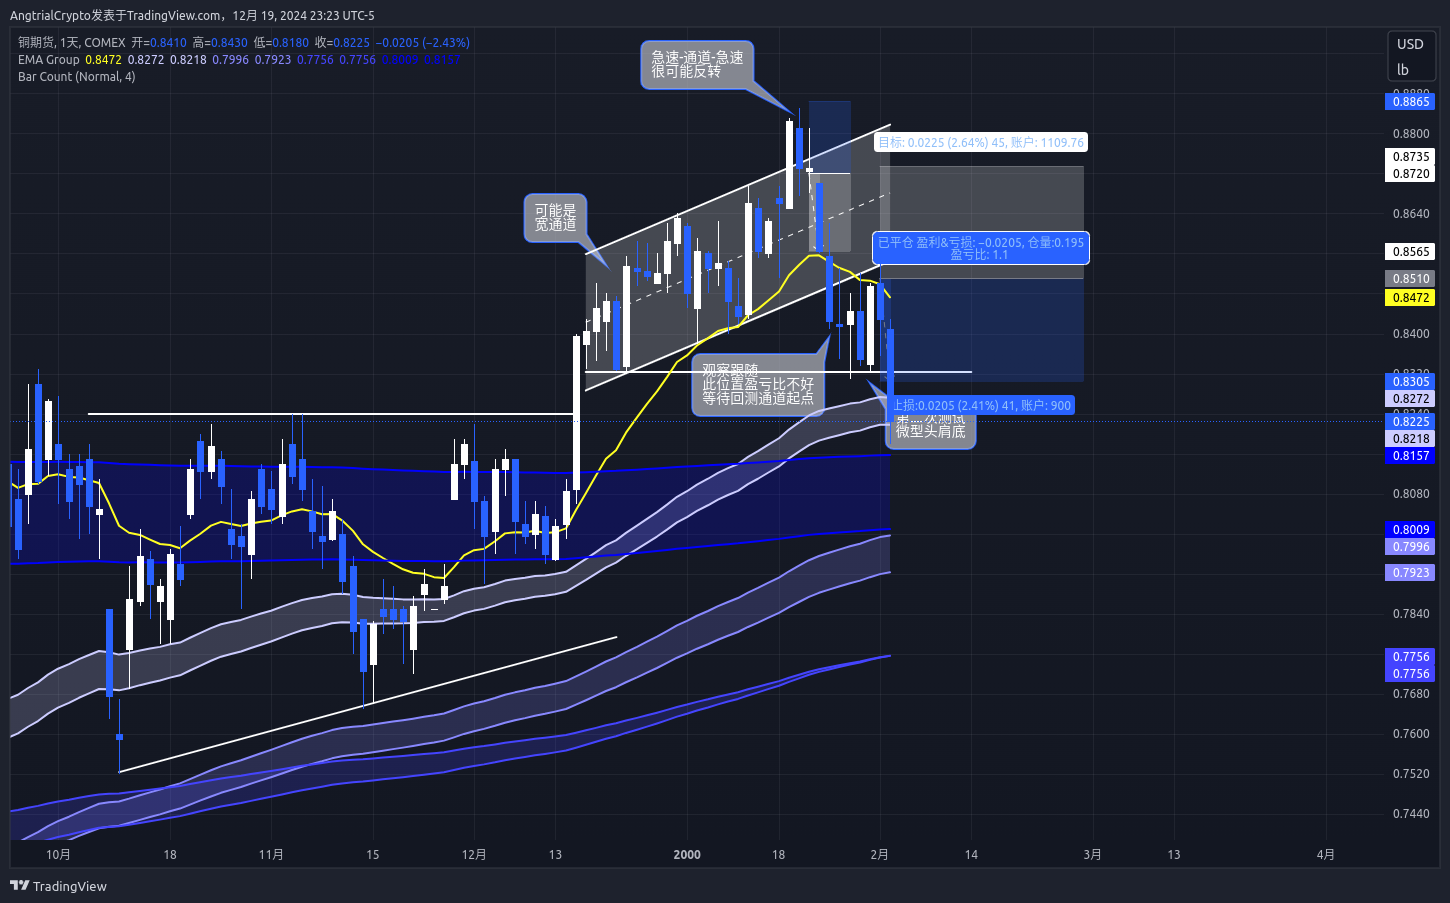 AngtrialCrypto发表于TradingView.com，12月 19, 2024 23:23 UTC-5
铜期货, 1天, COMEX 开=0.8410 高=0.8430 低=0.8180 收=0.8225 −0.0205 (−2.43%)
EMA Group 0.8472 0.8272 0.8218 0.7996 0.7923 0.7756 0.7756 0.8009 0.8157
Bar Count (Normal, 4)
急速-通道-急速
很可能反转
可能是
宽通道
目标: 0.0225 (2.64%) 45, 账户: 1109.76
已平仓 盈利&亏损: −0.0205, 仓量:0.195
盈亏比: 1.1
观察跟随
此位置盈亏比不好
等待回测通道起点
止损:0.0205 (2.41%) 41, 账户: 900
微型头肩底
USD
lb
0.8880
0.8865
0.8800
0.8735
0.8720
0.8640
0.8565
0.8510
0.8472
0.8400
0.8320
0.8305
0.8272
0.8240
0.8225
0.8218
0.8157
0.8080
0.8009
0.7996
0.7923
0.7840
0.7756
0.7756
0.7680
0.7600
0.7520
0.7440
10月
18
11月
15
12月
13
2000
18
2月
14
3月
13
4月
TradingView